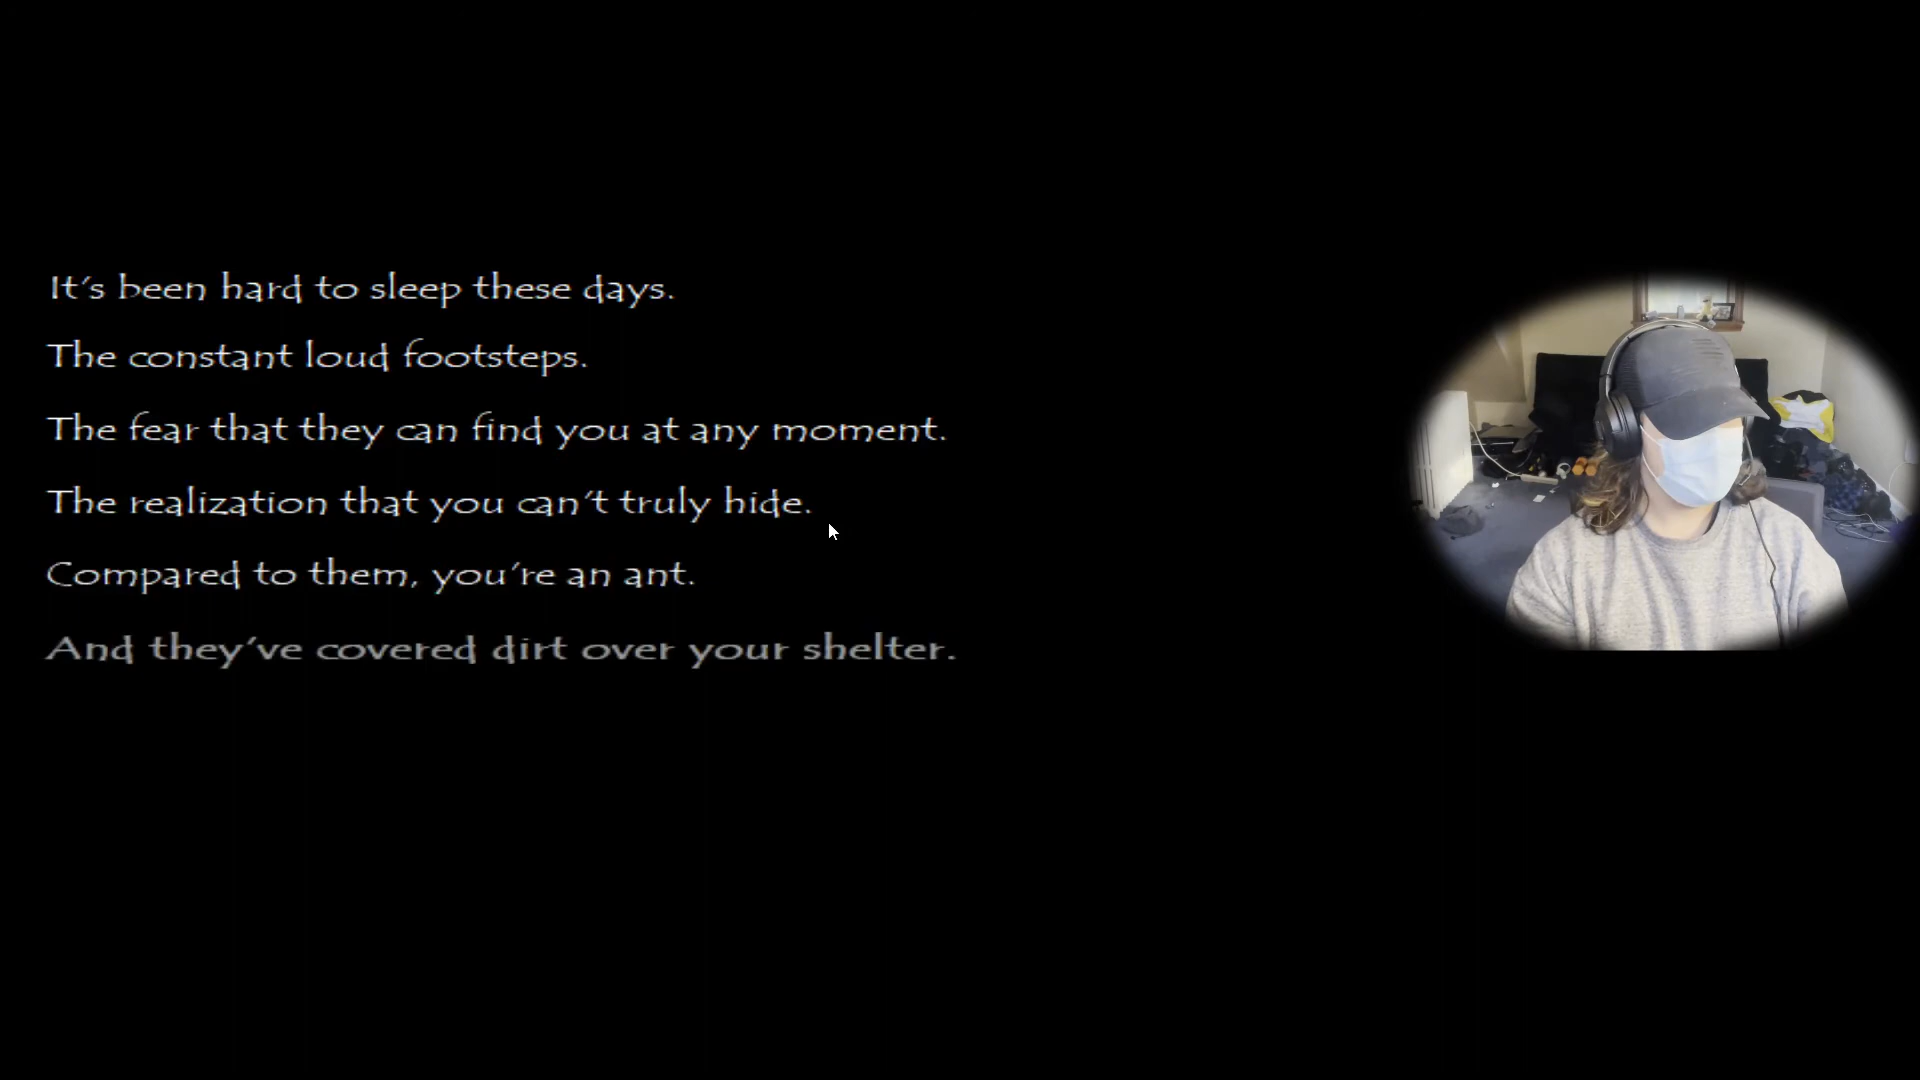 It's been hard to sleep these days.
The constant loud footsteps.
The fear that they can find you at any moment.
The realization that you can't truly hide.
Compared to them, you're an ant.
And they've covered dirt over your shelter.